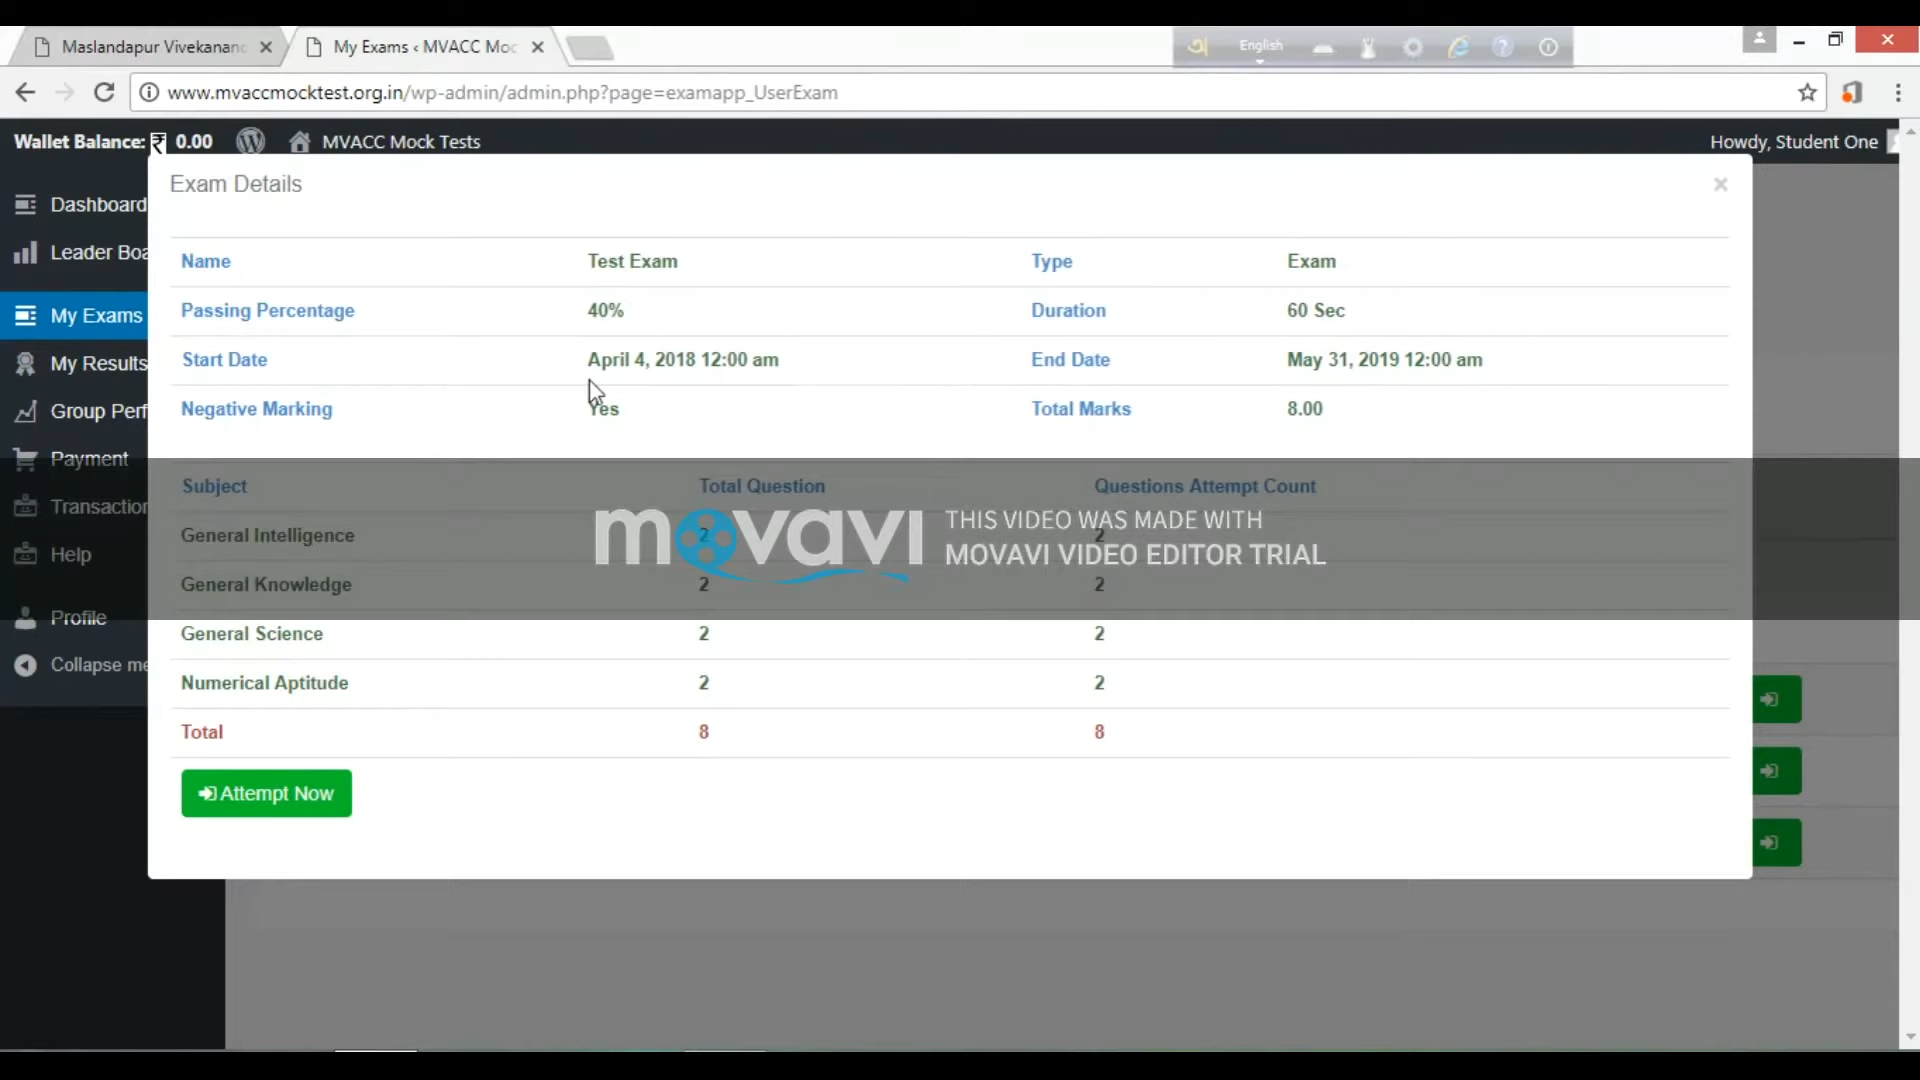 Maslandapur Vivekanand
My Exams ‹ MVACC Moc
English
www.mvaccmocktest.org.in/wp-admin/admin.php?page=examapp_UserExam
Wallet Balance: ₹ 0.00
MVACC Mock Tests
Howdy, Student One
Dashboard
Leader Boa
My Exams
My Results
Group Perf
Payment
Transaction
Help
Profile
Collapse me
Exam Details
×
Name Test Exam Type Exam
Passing Percentage 40% Duration 60 Sec
Start Date April 4, 2018 12:00 am End Date May 31, 2019 12:00 am
Negative Marking Yes Total Marks 8.00
Subject Total Question Questions Attempt Count
General Intelligence 2 2
General Knowledge 2 2
General Science 2 2
Numerical Aptitude 2 2
Total 8 8
Attempt Now
movavi
THIS VIDEO WAS MADE WITH
MOVAVI VIDEO EDITOR TRIAL